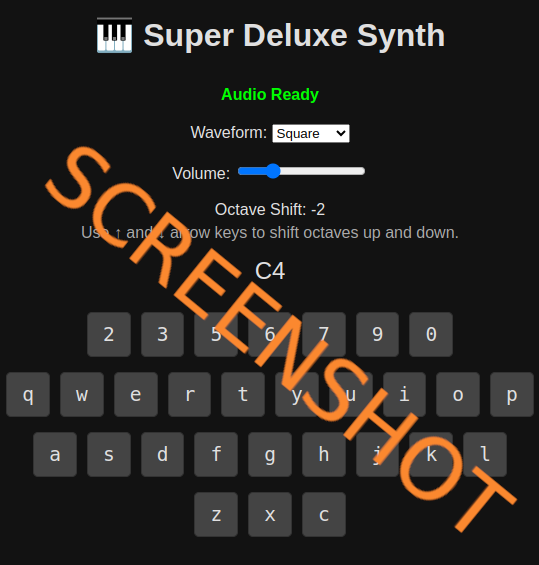 🎹 Super Deluxe Synth
Audio Ready
Waveform: Square
Volume:
Octave Shift: -2
Use ↑ and ↓ arrow keys to shift octaves up and down.
C4
2 3 5 6 7 9 0
q w e r t y u i o p
a s d f g h j k l
z x c
SCREENSHOT